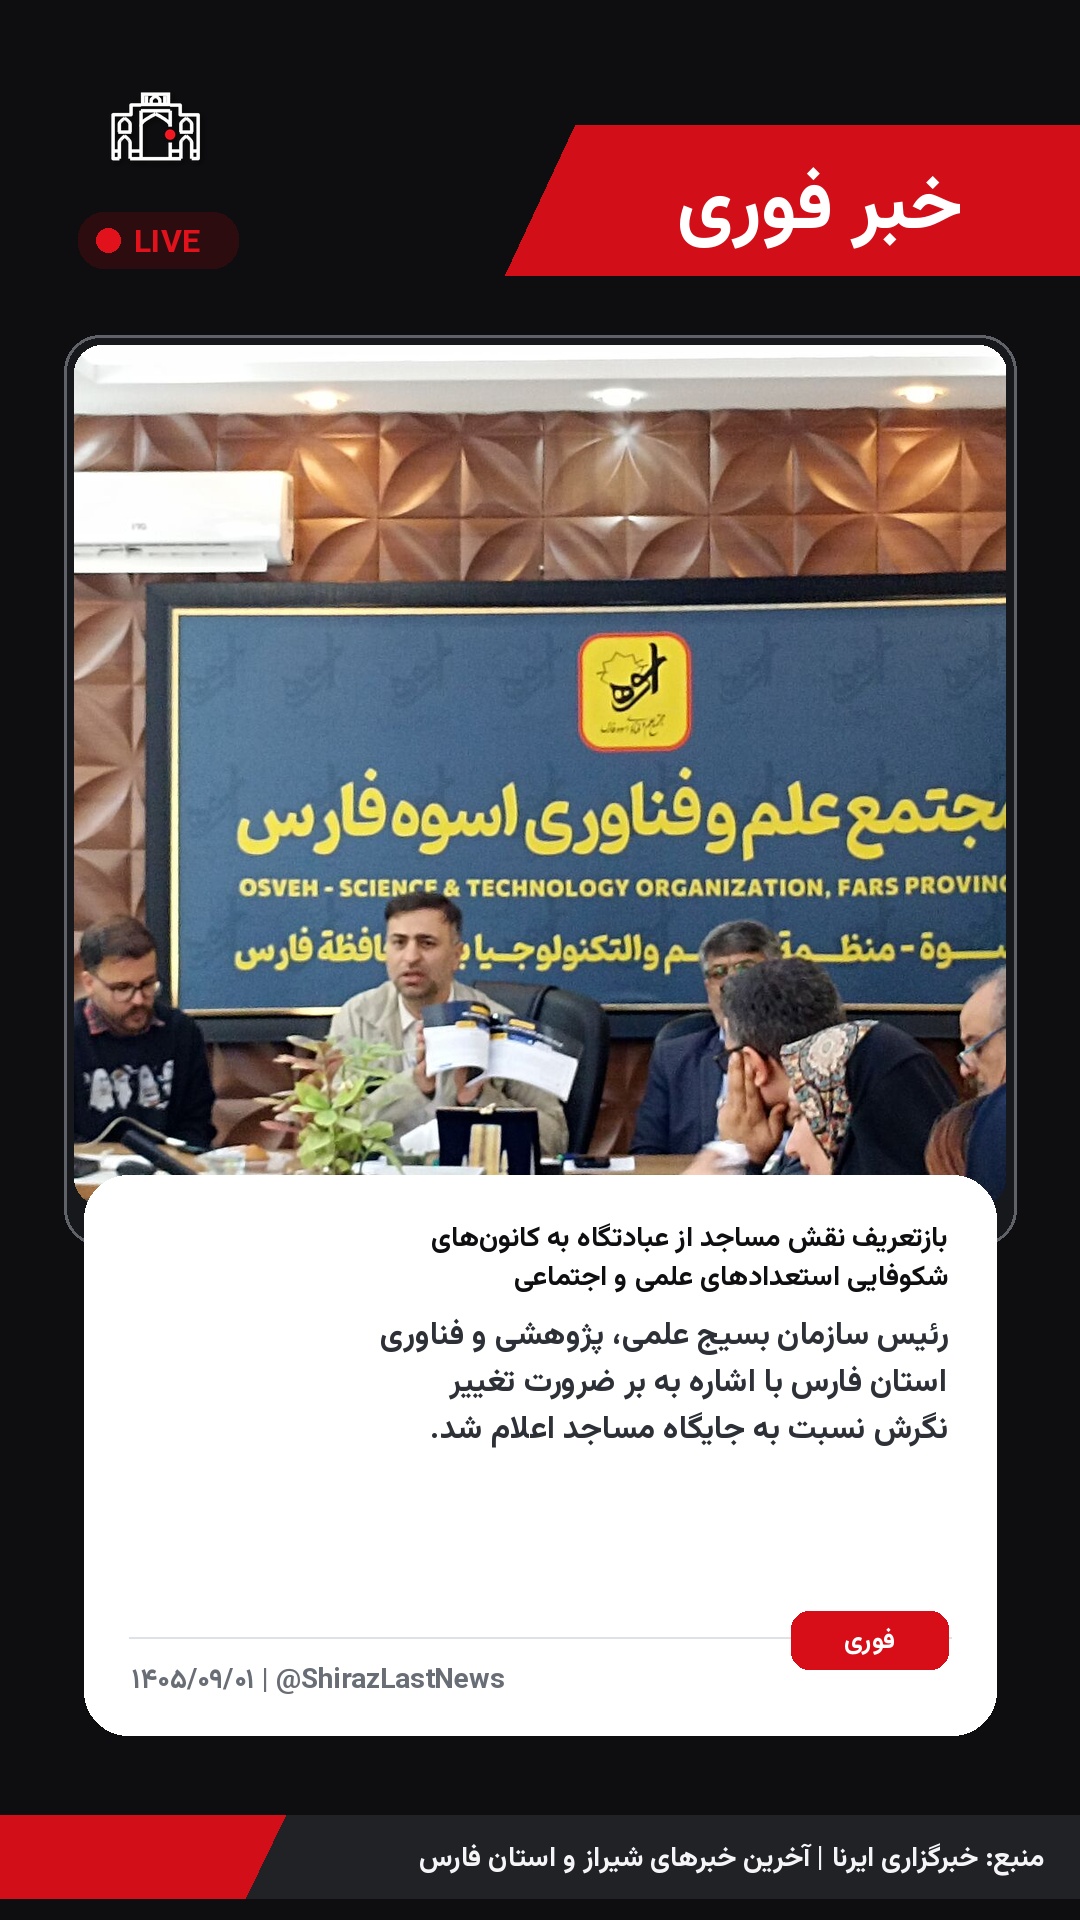 خبر فوری
LIVE
مجتمع علم و فناوری اسوه فارس
OSVEH - SCIENCE & TECHNOLOGY ORGANIZATION, FARS
والتکنولوجـیا
فارس
بازتعریف نقش مساجد از عبادتگاه به کانون‌های
شکوفایی استعدادهای علمی و اجتماعی
رئیس سازمان بسیج علمی، پژوهشی و فناوری
استان فارس با اشاره به بر ضرورت تغییر
نگرش نسبت به جایگاه مساجد اعلام شد.
فوری
۱۴۰۵/۰۹/۰۱ | @ShirazLastNews
منبع: خبرگزاری ایرنا | آخرین خبرهای شیراز و استان فارس